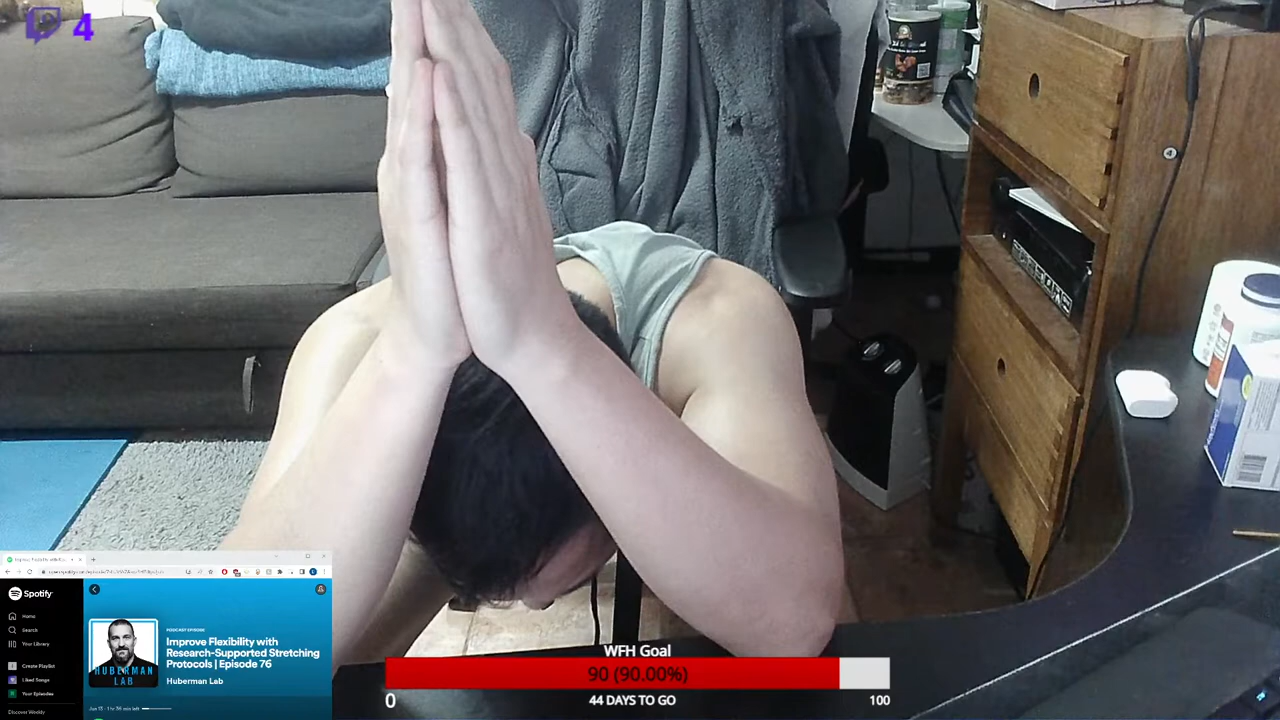 4
Spotify
Home
Search
Your Library
Create Playlist
Liked Songs
Your Episodes
Discover Weekly
PODCAST EPISODE
Improve Flexibility with
Research-Supported Stretching
Protocols | Episode 76
Huberman Lab
HUBERMAN
LAB
WFH Goal
90 (90.00%)
0
44 DAYS TO GO
100